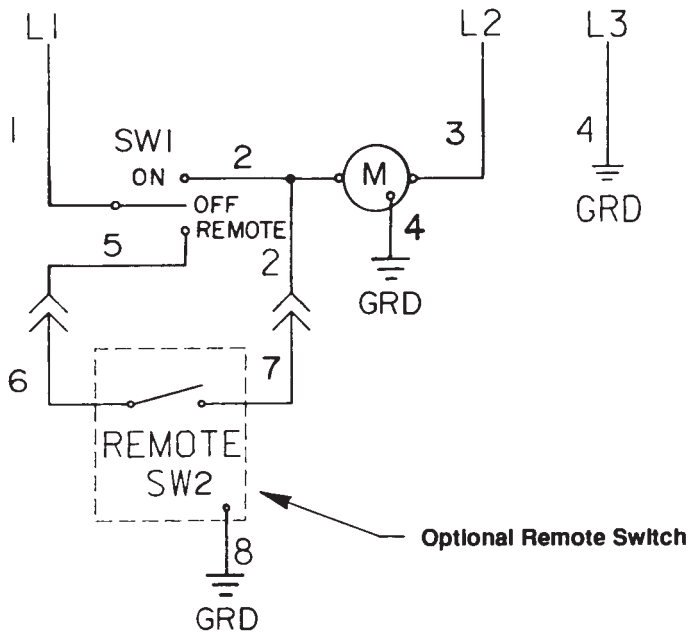 L1
L2
L3
1
SW1
ON
2
M
3
4
GRD
OFF
REMOTE
5
2
4
GRD
6
7
REMOTE
SW2
Optional Remote Switch
8
GRD